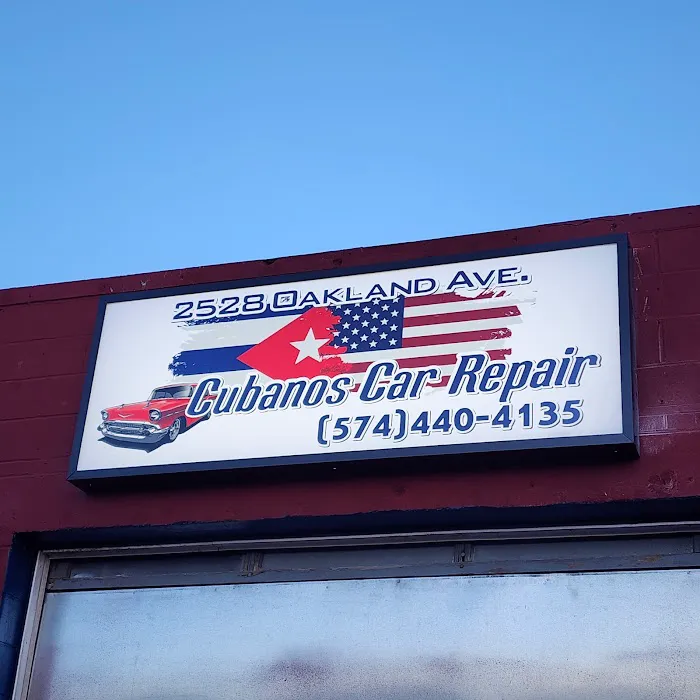 2528 OAKLAND AVE.
Cubanos Car Repair
(574)440-4135